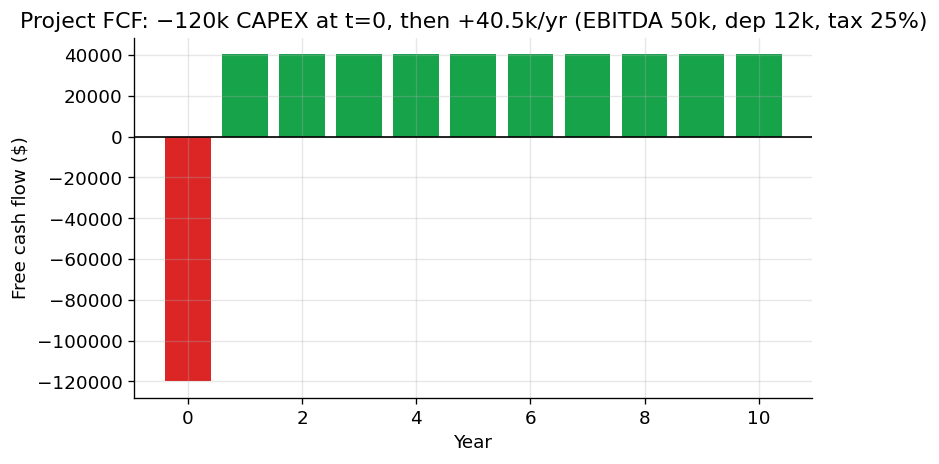 Project FCF: −120k CAPEX at t=0, then +40.5k/yr (EBITDA 50k, dep 12k, tax 25%)
Free cash flow ($)
40000
20000
0
−20000
−40000
−60000
−80000
−100000
−120000
0 2 4 6 8 10
Year